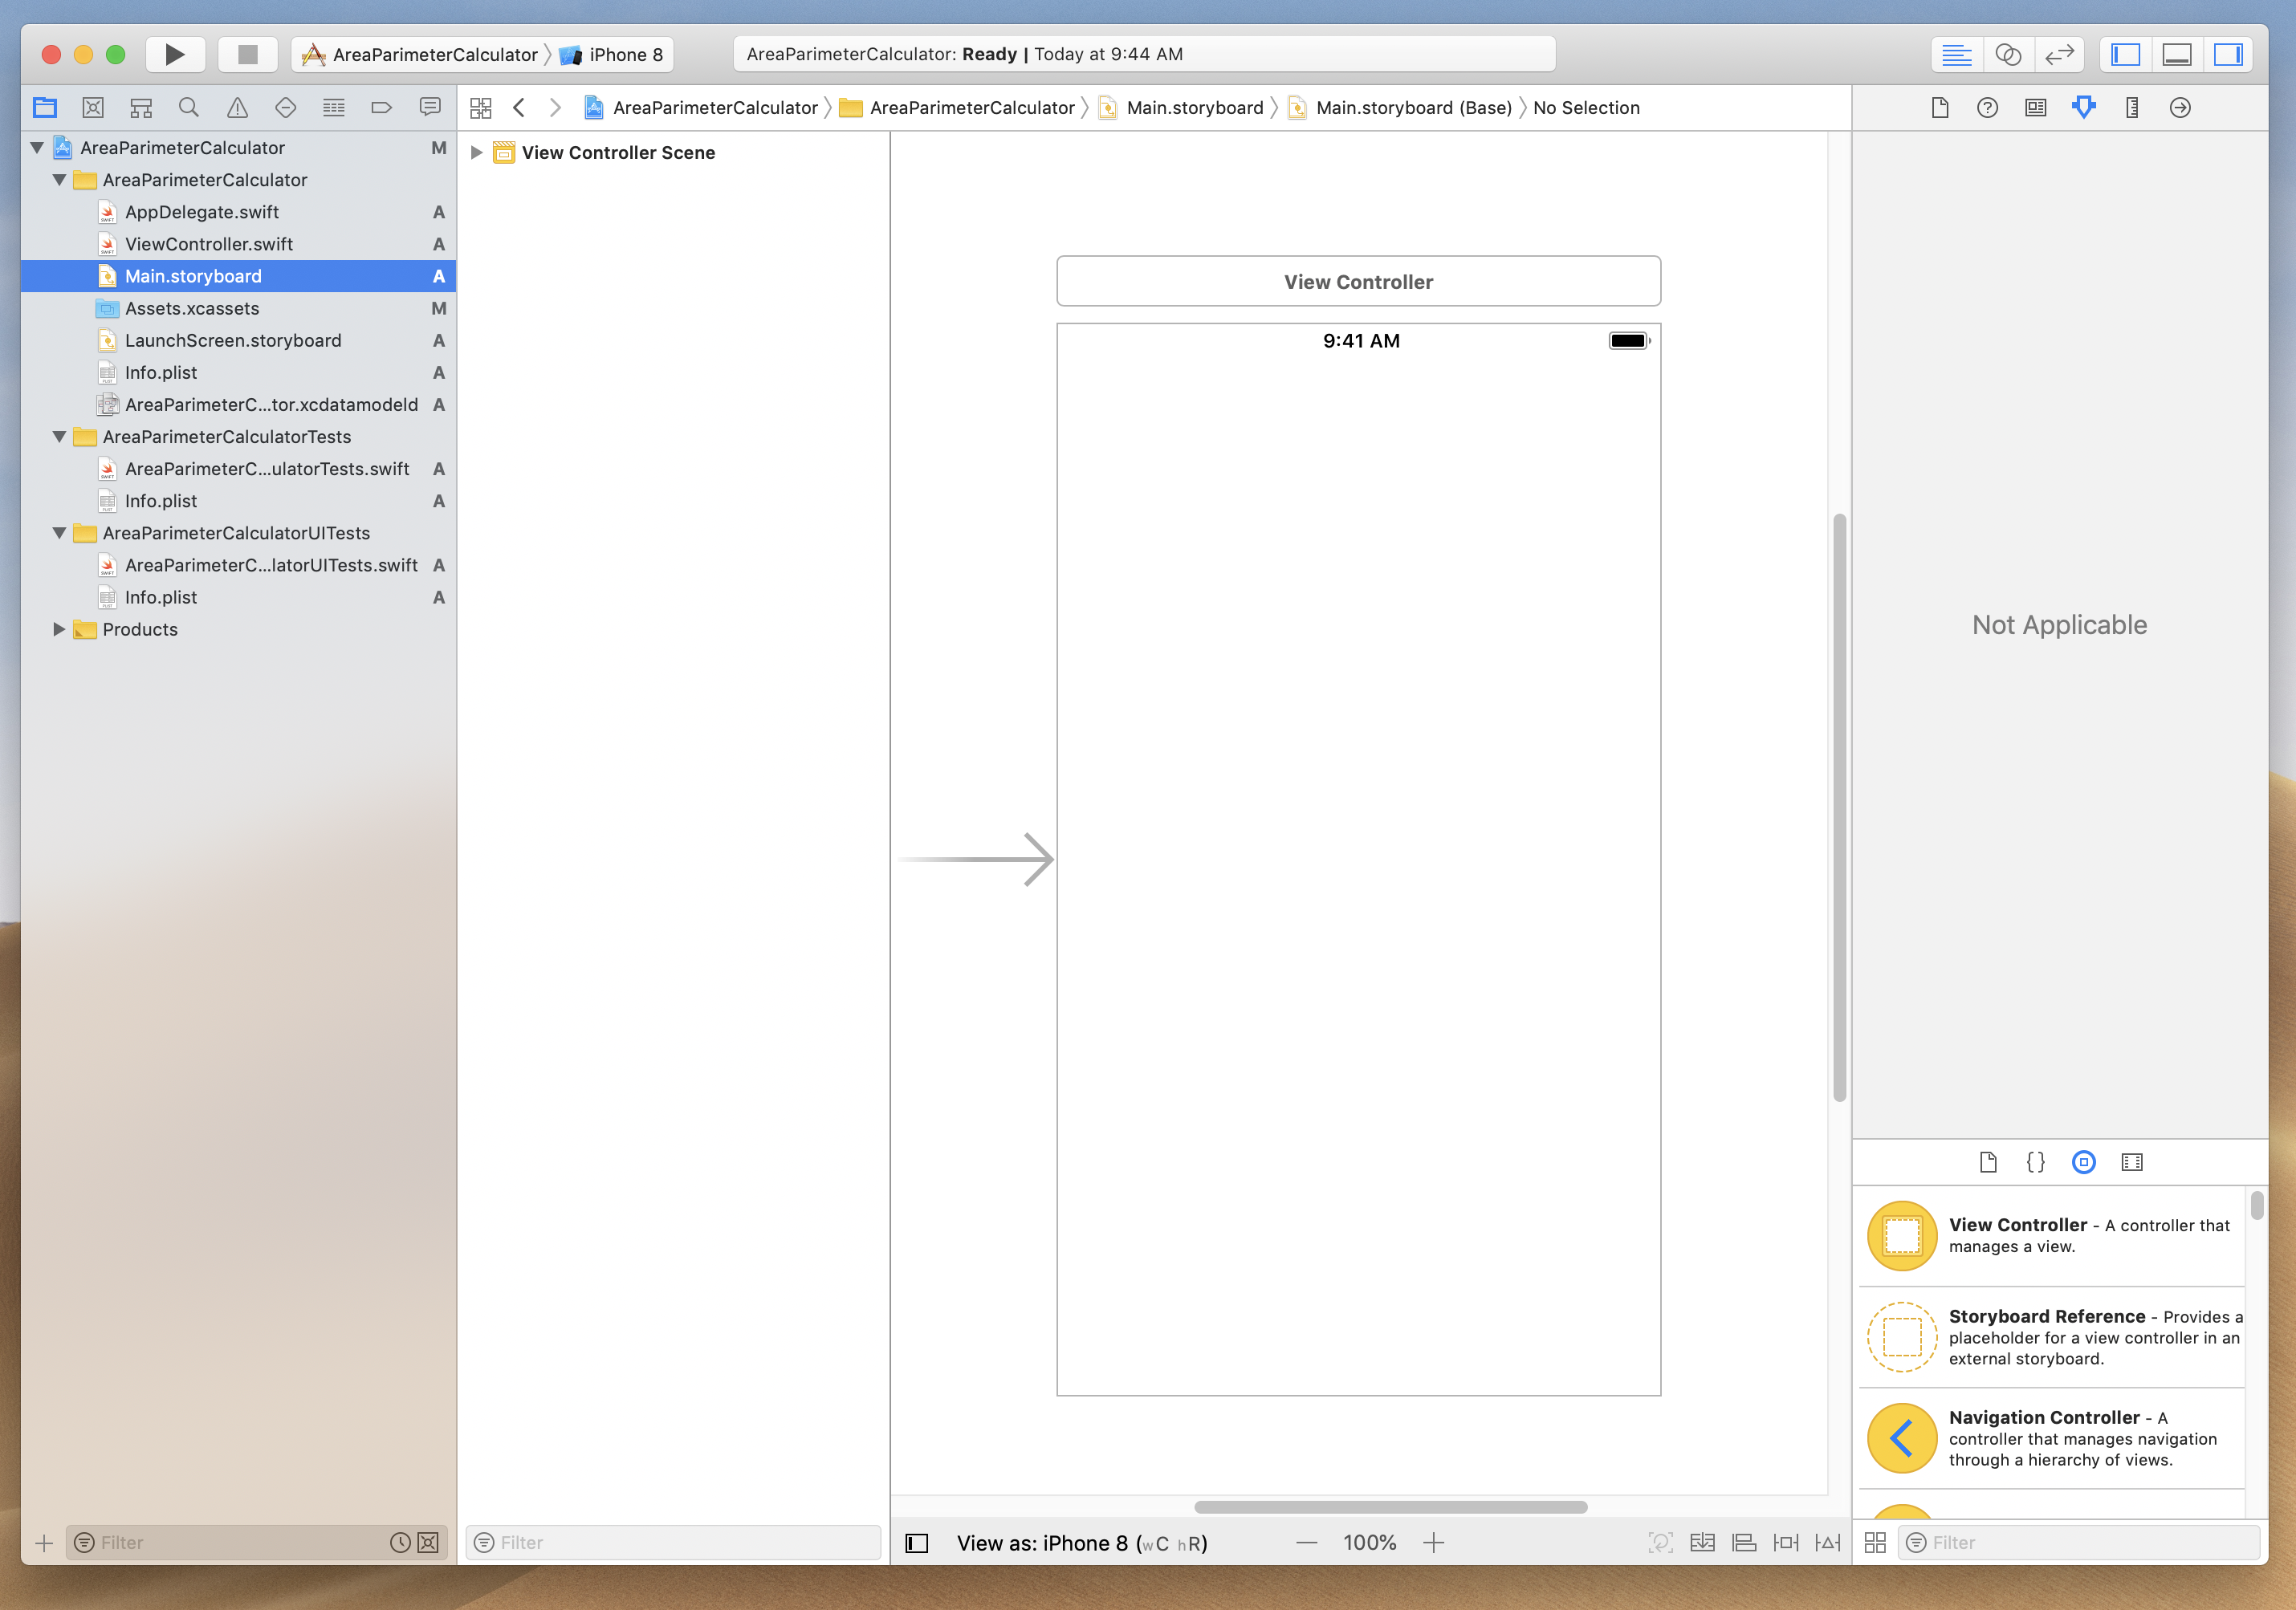 AreaParimeterCalculator iPhone 8
AreaParimeterCalculator: Ready | Today at 9:44 AM
AreaParimeterCalculator AreaParimeterCalculator Main.storyboard Main.storyboard (Base) No Selection
AreaParimeterCalculator M
AreaParimeterCalculator
AppDelegate.swift A
ViewController.swift A
Main.storyboard A
Assets.xcassets M
LaunchScreen.storyboard A
Info.plist A
AreaParimeterC...tor.xcdatamodeld A
AreaParimeterCalculatorTests
AreaParimeterC...ulatorTests.swift A
Info.plist A
AreaParimeterCalculatorUITests
AreaParimeterC...latorUITests.swift A
Info.plist A
Products
Filter
View Controller Scene
Filter
View Controller
9:41 AM
View as: iPhone 8 (wC hR)
100%
Not Applicable
View Controller - A controller that
manages a view.
Storyboard Reference - Provides a
placeholder for a view controller in an
external storyboard.
Navigation Controller - A
controller that manages navigation
through a hierarchy of views.
Filter